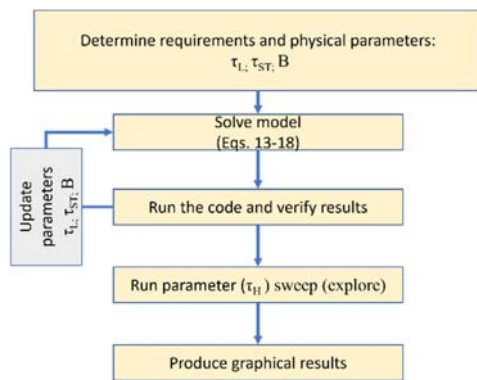 Determine requirements and physical parameters:
τL; τST; B
Solve model
(Eqs. 13-18)
Update
parameters
τL; τST; B
Run the code and verify results
Run parameter (τH) sweep (explore)
Produce graphical results